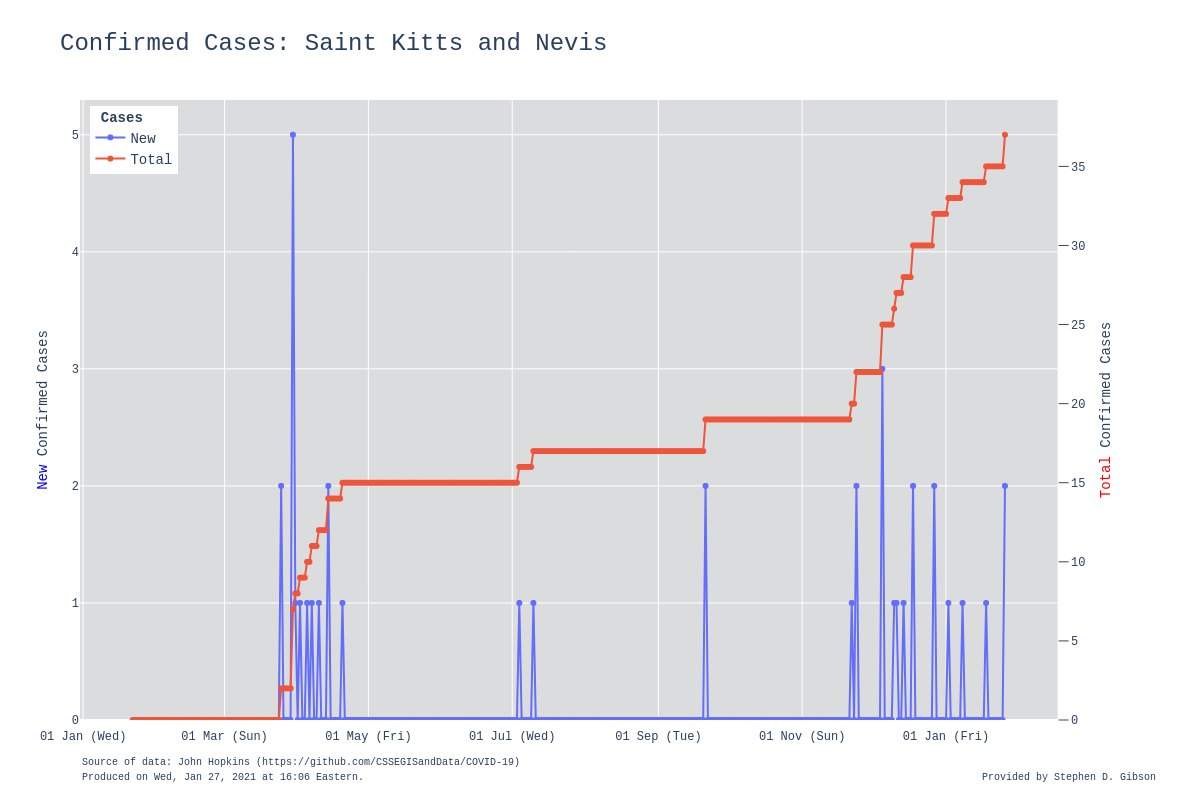 Confirmed Cases: Saint Kitts and Nevis
Cases
New
Total
5
4
3
2
1
0
New Confirmed Cases
35
30
25
20
15
10
5
0
Total Confirmed Cases
01 Jan (Wed) 01 Mar (Sun) 01 May (Fri) 01 Jul (Wed) 01 Sep (Tue) 01 Nov (Sun) 01 Jan (Fri)
Source of data: John Hopkins (https://github.com/CSSEGISandData/COVID-19)
Produced on Wed, Jan 27, 2021 at 16:06 Eastern.
Provided by Stephen D. Gibson